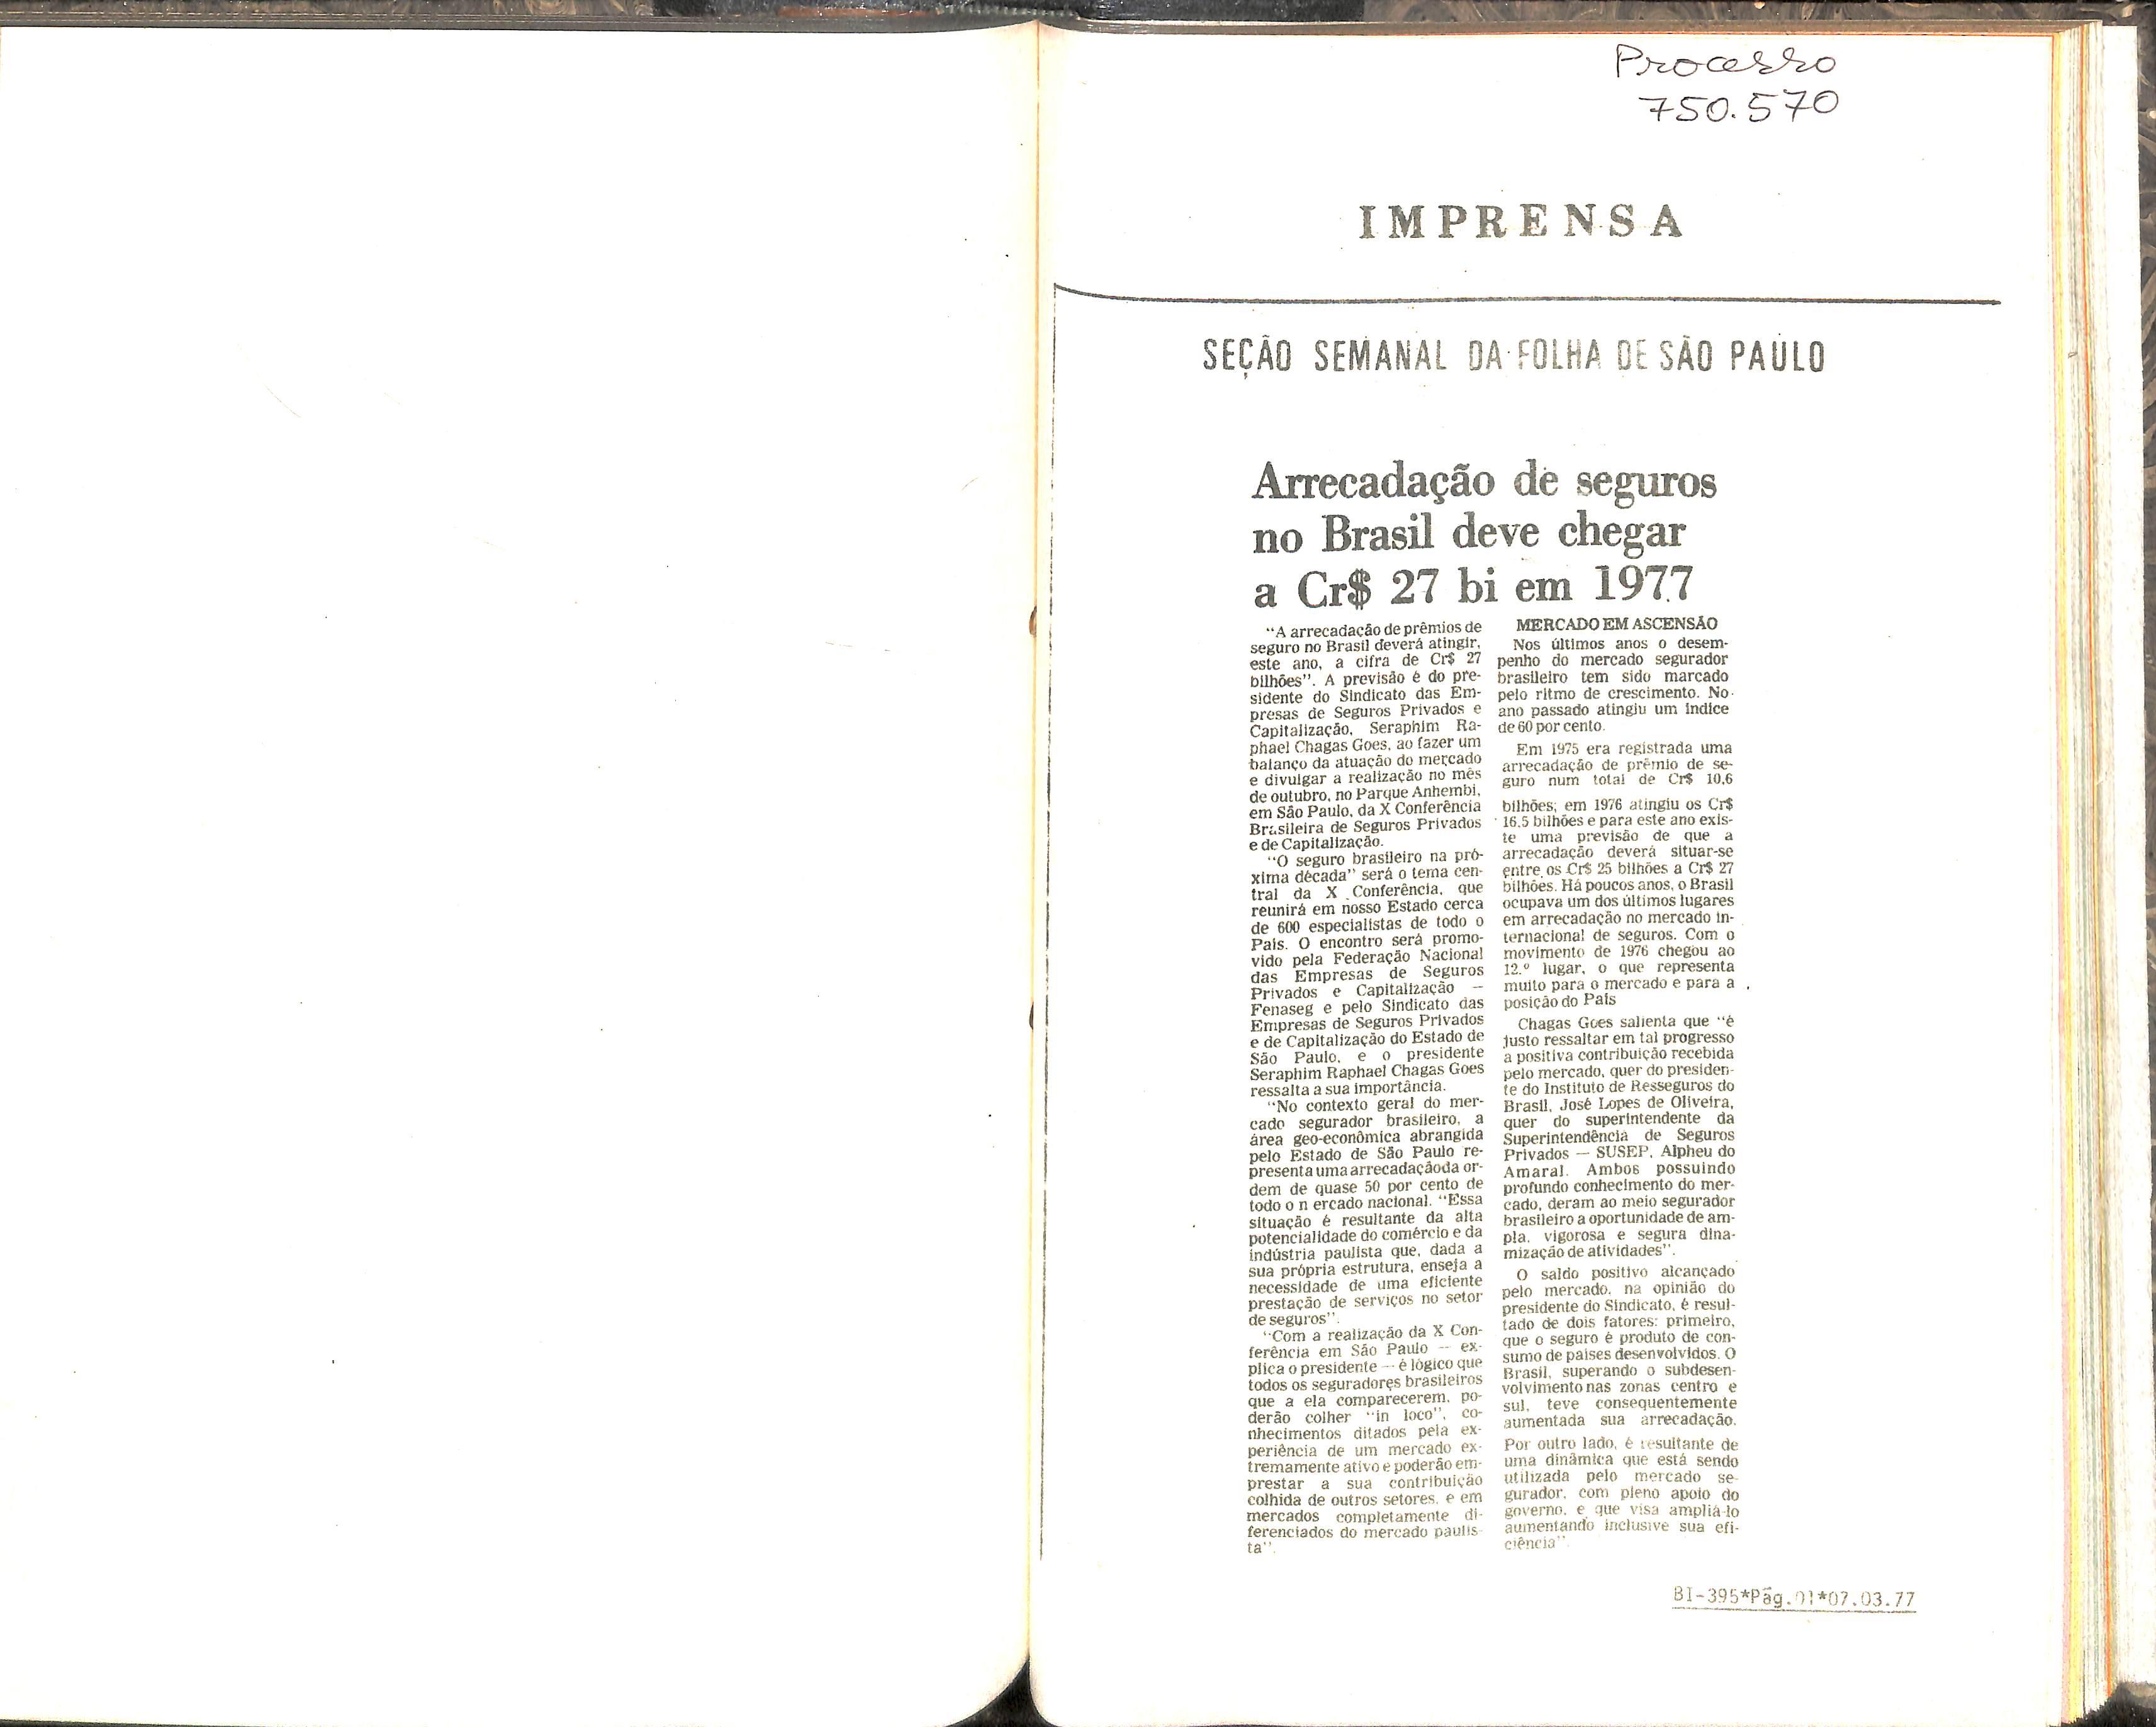 Processo
750.570
IMPRENSA
SEÇÃO SEMANAL DA FOLHA DE SÃO PAULO
Arrecadação de seguros
no Brasil deve chegar
a Cr$ 27 bi em 1977
"A arrecadação de prêmios de
seguro no Brasil deverá atingir,
este ano, a cifra de Cr$ 27
bilhões". A previsão é do pre-
sidente do Sindicato das Em-
presas de Seguros Privados e
Capitalização, Seraphim Ra-
phael Chagas Goes, ao fazer um
balanço da atuação do mercado
e divulgar a realização no mês
de outubro, no Parque Anhembi,
em São Paulo, da X Conferência
Brasileira de Seguros Privados
e de Capitalização.
"O seguro brasileiro na pró-
xima década" será o tema cen-
tral da X Conferência, que
reunirá em nosso Estado cerca
de 600 especialistas de todo o
País. O encontro será promo-
vido pela Federação Nacional
das Empresas de Seguros
Privados e Capitalização —
Fenaseg e pelo Sindicato das
Empresas de Seguros Privados
e de Capitalização do Estado de
São Paulo, e o presidente
Seraphim Raphael Chagas Goes
ressalta a sua importância.
"No contexto geral do mer-
cado segurador brasileiro, a
área geo-econômica abrangida
pelo Estado de São Paulo re-
presenta uma arrecadaçãoda or-
dem de quase 50 por cento de
todo o n ercado nacional. "Essa
situação é resultante da alta
potencialidade do comércio e da
indústria paulista que, dada a
sua própria estrutura, enseja a
necessidade de uma eficiente
prestação de serviços no setor
de seguros".
"Com a realização da X Con-
ferência em São Paulo — ex-
plica o presidente — é lógico que
todos os seguradores brasileiros
que a ela comparecerem, po-
derão colher "in loco", co-
nhecimentos ditados pela ex-
periência de um mercado ex-
tremamente ativo e poderão em-
prestar a sua contribuição
colhida de outros setores, e em
mercados completamente di-
ferenciados do mercado paulis-
ta".
MERCADO EM ASCENSÃO
Nos últimos anos o desem-
penho do mercado segurador
brasileiro tem sido marcado
pelo ritmo de crescimento. No
ano passado atingiu um índice
de 60 por cento.
Em 1975 era registrada uma
arrecadação de prêmio de se-
guro num total de Cr$ 10,6
bilhões; em 1976 atingiu os Cr$
16,5 bilhões e para este ano exis-
te uma previsão de que a
arrecadação deverá situar-se
entre os Cr$ 25 bilhões a Cr$ 27
bilhões. Há poucos anos, o Brasil
ocupava um dos últimos lugares
em arrecadação no mercado in-
ternacional de seguros. Com o
movimento de 1976 chegou ao
12.º lugar, o que representa
muito para o mercado e para a
posição do País
Chagas Goes salienta que "é
justo ressaltar em tal progresso
a positiva contribuição recebida
pelo mercado, quer do presiden-
te do Instituto de Resseguros do
Brasil, José Lopes de Oliveira,
quer do superintendente da
Superintendência de Seguros
Privados — SUSEP, Alpheu do
Amaral. Ambos possuindo
profundo conhecimento do mer-
cado, deram ao meio segurador
brasileiro a oportunidade de am-
pla, vigorosa e segura dina-
mização de atividades".
O saldo positivo alcançado
pelo mercado, na opinião do
presidente do Sindicato, é resul-
tado de dois fatores: primeiro,
que o seguro é produto de con-
sumo de países desenvolvidos. O
Brasil, superando o subdesen-
volvimento nas zonas centro e
sul, teve consequentemente
aumentada sua arrecadação.
Por outro lado, é resultante de
uma dinâmica que está sendo
utilizada pelo mercado se-
gurador, com pleno apoio do
governo, e que visa ampliá-lo
aumentando inclusive sua efi-
ciência"
BI-395*Pág.01*07.03.77